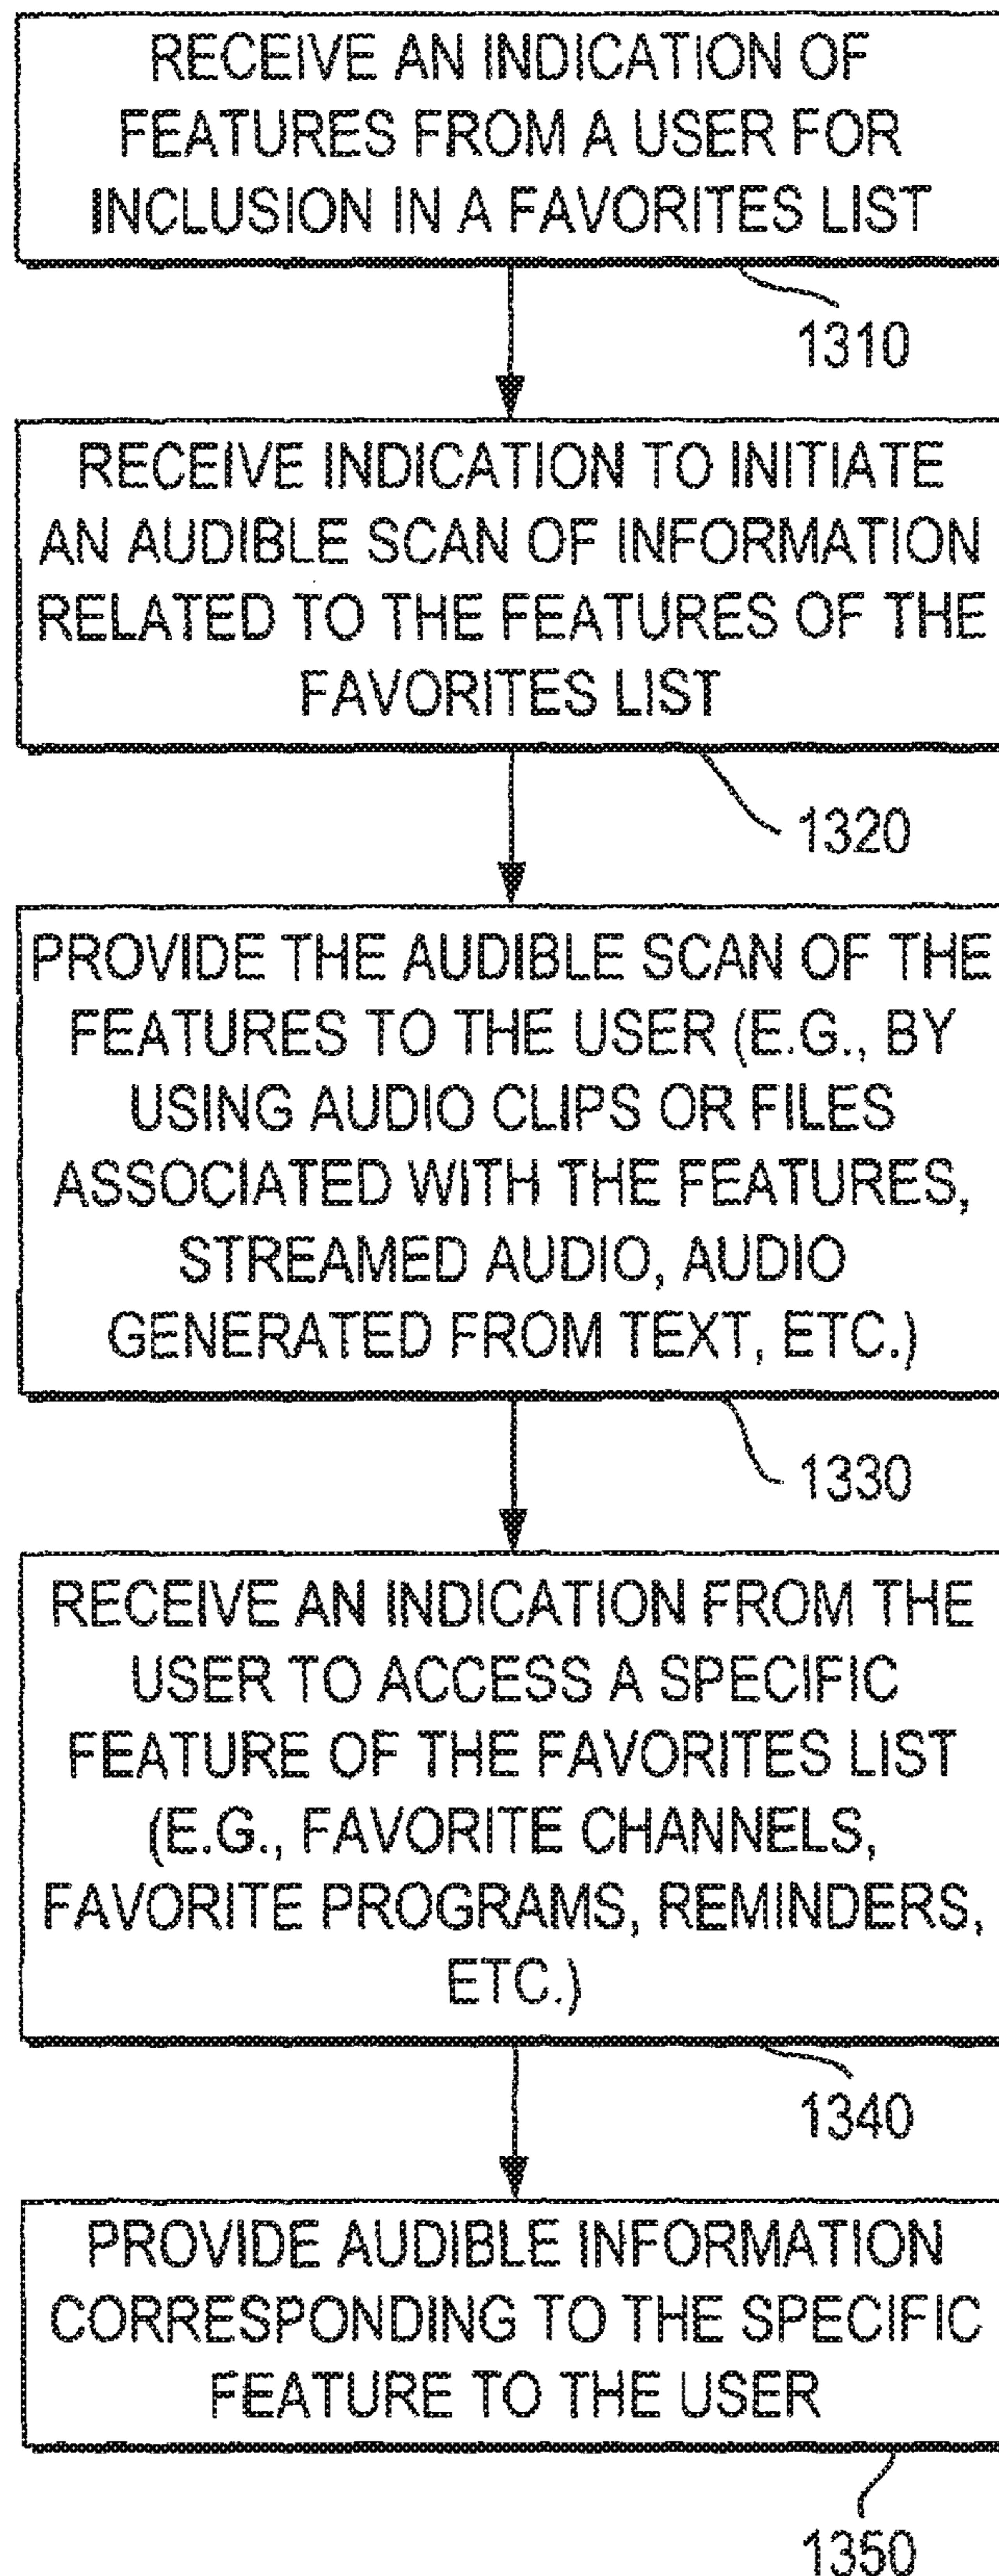 RECEIVE AN INDICATION OF
FEATURES FROM A USER FOR
INCLUSION IN A FAVORITES LIST
1310
RECEIVE INDICATION TO INITIATE
AN AUDIBLE SCAN OF INFORMATION
RELATED TO THE FEATURES OF THE
FAVORITES LIST
1320
PROVIDE THE AUDIBLE SCAN OF THE
FEATURES TO THE USER (E.G., BY
USING AUDIO CLIPS OR FILES
ASSOCIATED WITH THE FEATURES,
STREAMED AUDIO, AUDIO
GENERATED FROM TEXT, ETC.)
1330
RECEIVE AN INDICATION FROM THE
USER TO ACCESS A SPECIFIC
FEATURE OF THE FAVORITES LIST
(E.G., FAVORITE CHANNELS,
FAVORITE PROGRAMS, REMINDERS,
ETC.)
1340
PROVIDE AUDIBLE INFORMATION
CORRESPONDING TO THE SPECIFIC
FEATURE TO THE USER
1350